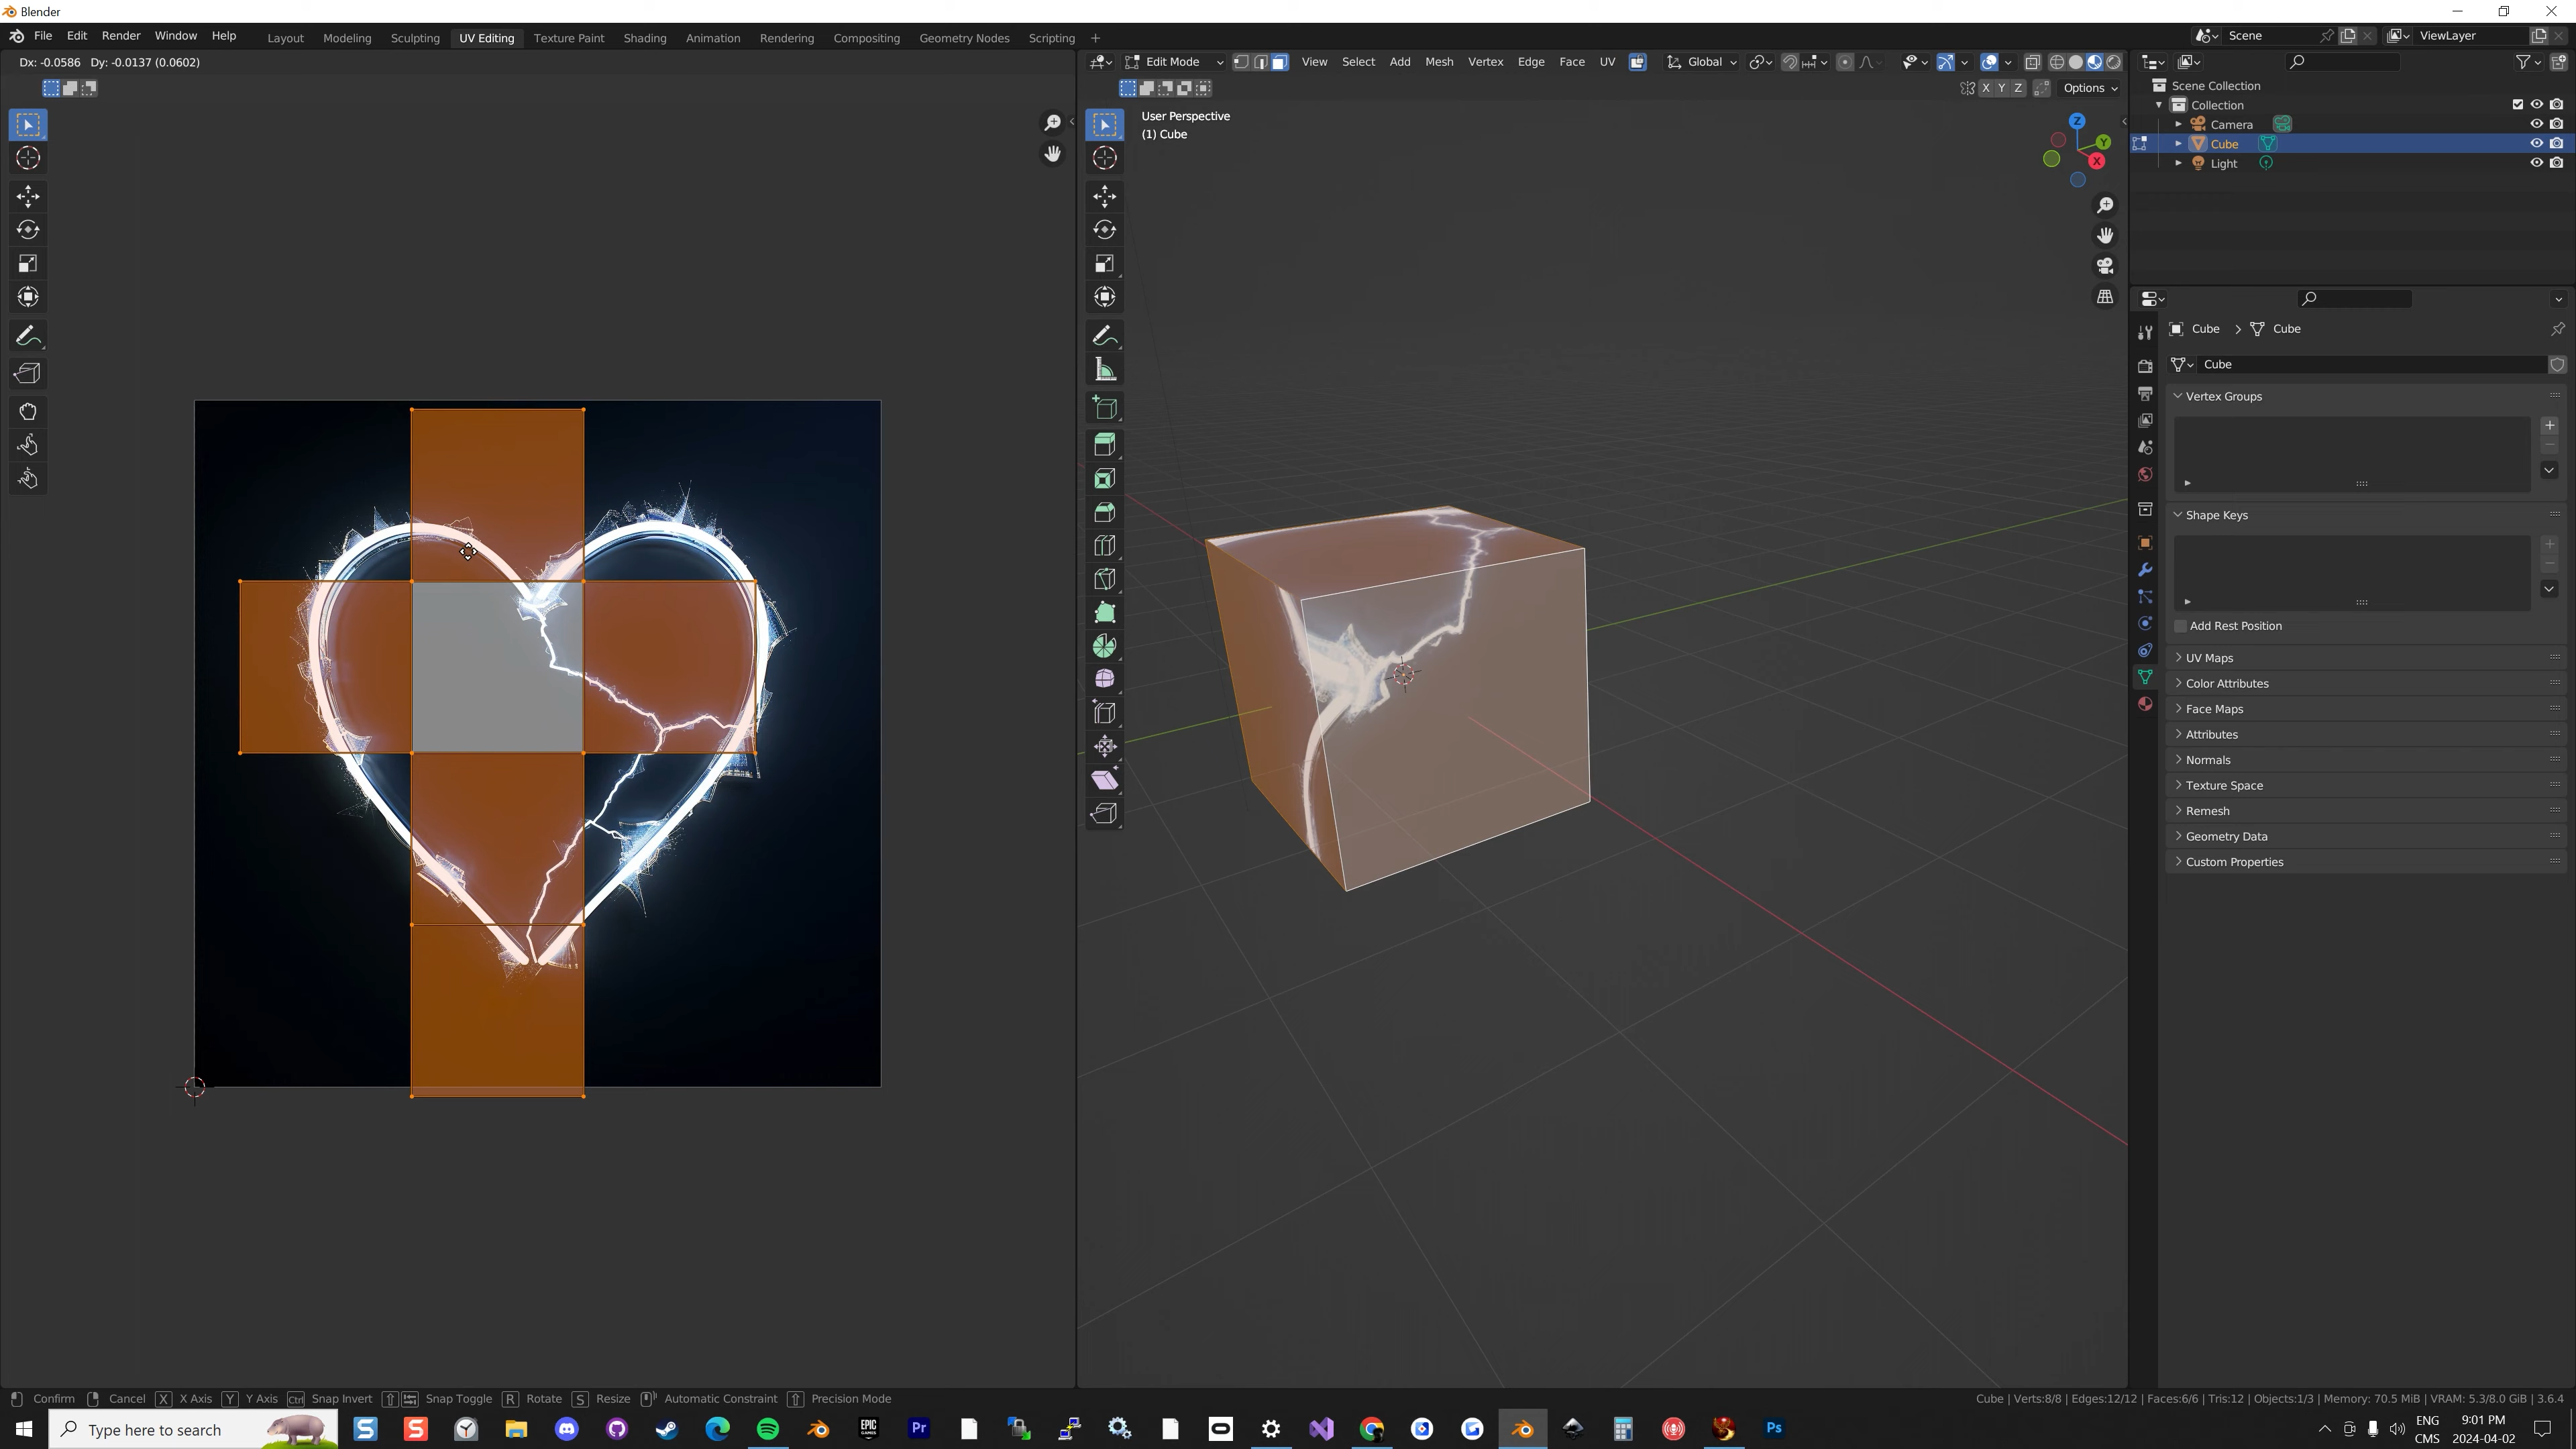 Blender
File Edit Render Window Help Layout Modeling Sculpting UV Editing Texture Paint Shading Animation Rendering Compositing Geometry Nodes Scripting + Scene ViewLayer
Dx: -0.0586 Dy: -0.0137 (0.0602)
Edit Mode View Select Add Mesh Vertex Edge Face UV Global
X Y Z Options
User Perspective
(1) Cube
Z
Y
X
Scene Collection
Collection
Camera
Cube
Light
Cube > Cube
Cube
Vertex Groups
Shape Keys
Add Rest Position
UV Maps
Color Attributes
Face Maps
Attributes
Normals
Texture Space
Remesh
Geometry Data
Custom Properties
Confirm Cancel X X Axis Y Y Axis Ctrl Snap Invert Snap Toggle R Rotate S Resize Automatic Constraint Precision Mode
Cube | Verts:8/8 | Edges:12/12 | Faces:6/6 | Tris:12 | Objects:1/3 | Memory: 70.5 MiB | VRAM: 5.3/8.0 GiB | 3.6.4
Type here to search
S S Pr EPIC GAMES Ps
ENG
CMS
9:01 PM
2024-04-02